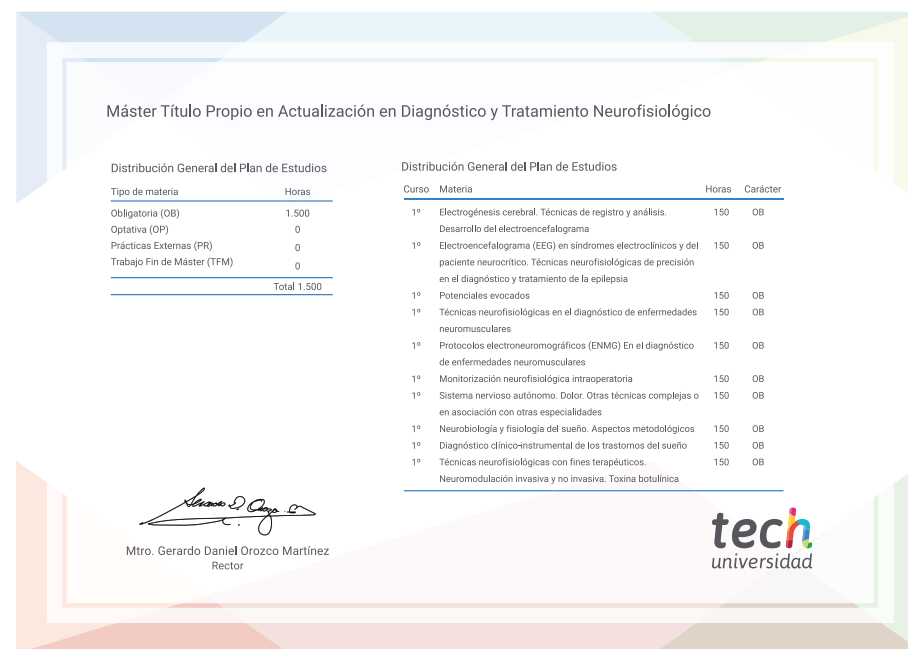 Máster Título Propio en Actualización en Diagnóstico y Tratamiento Neurofisiológico
Distribución General del Plan de Estudios
Tipo de materia Horas
Obligatoria (OB) 1.500
Optativa (OP) 0
Prácticas Externas (PR) 0
Trabajo Fin de Máster (TFM) 0
Total 1.500
Distribución General del Plan de Estudios
Curso Materia Horas Carácter
1º Electrogénesis cerebral. Técnicas de registro y análisis. 150 OB
Desarrollo del electroencefalograma
1º Electroencefalograma (EEG) en síndromes electroclínicos y del 150 OB
paciente neurocrítico. Técnicas neurofisiológicas de precisión
en el diagnóstico y tratamiento de la epilepsia
1º Potenciales evocados 150 OB
1º Técnicas neurofisiológicas en el diagnóstico de enfermedades 150 OB
neuromusculares
1º Protocolos electroneuromográficos (ENMG) En el diagnóstico 150 OB
de enfermedades neuromusculares
1º Monitorización neurofisiológica intraoperatoria 150 OB
1º Sistema nervioso autónomo. Dolor. Otras técnicas complejas o 150 OB
en asociación con otras especialidades
1º Neurobiología y fisiología del sueño. Aspectos metodológicos 150 OB
1º Diagnóstico clínico-instrumental de los trastornos del sueño 150 OB
1º Técnicas neurofisiológicas con fines terapéuticos. 150 OB
Neuromodulación invasiva y no invasiva. Toxina botulínica
Mtro. Gerardo Daniel Orozco Martínez
Rector
tech
universidad